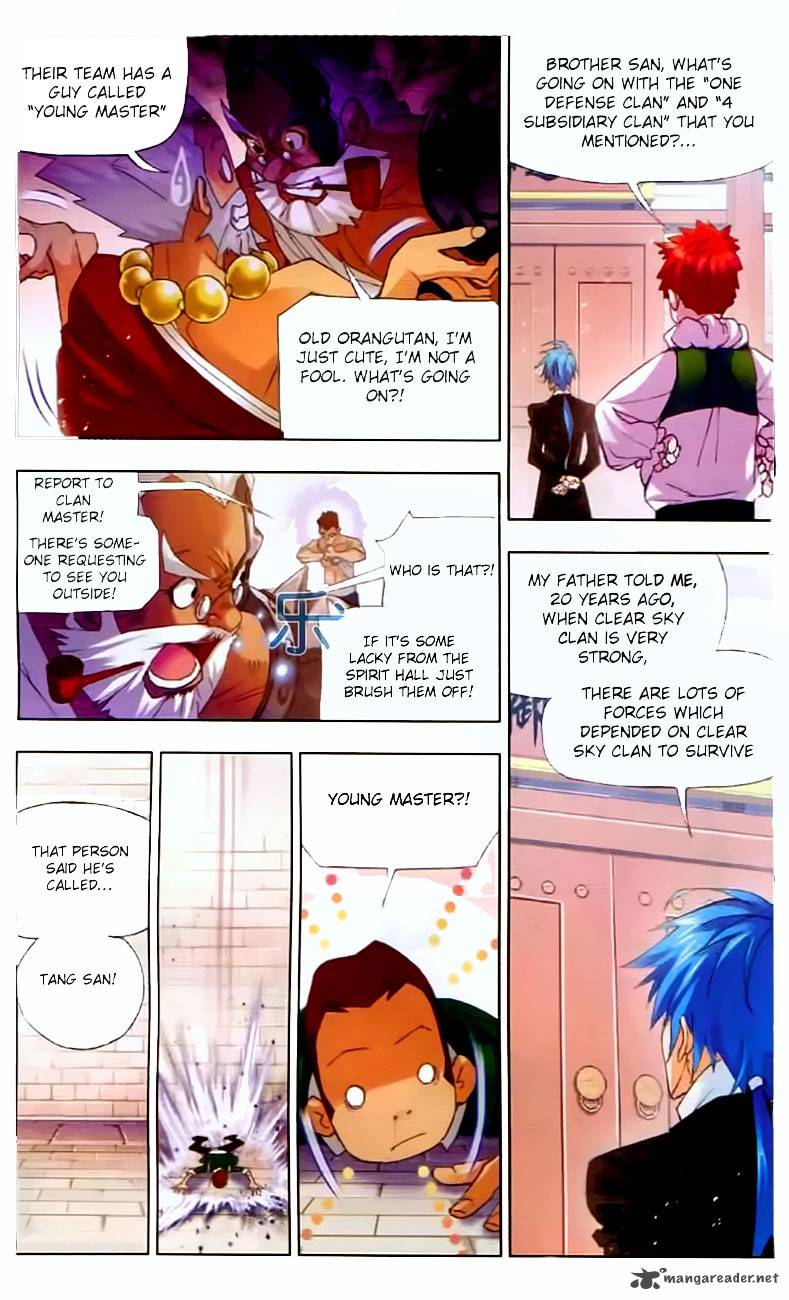 THEIR TEAM HAS A
GUY CALLED
"YOUNG MASTER"
OLD ORANGUTAN, I'M
JUST CUTE, I'M NOT A
FOOL. WHAT'S GOING
ON?!
BROTHER SAN, WHAT'S
GOING ON WITH THE "ONE
DEFENSE CLAN" AND "4
SUBSIDIARY CLAN" THAT YOU
MENTIONED?...
REPORT TO
CLAN
MASTER!
THERE'S SOME-
ONE REQUESTING
TO SEE YOU
OUTSIDE!
WHO IS THAT?!
乐
IF IT'S SOME
LACKY FROM THE
SPIRIT HALL JUST
BRUSH THEM OFF!
MY FATHER TOLD ME,
20 YEARS AGO,
WHEN CLEAR SKY
CLAN IS VERY
STRONG,
THERE ARE LOTS OF
FORCES WHICH
DEPENDED ON CLEAR
SKY CLAN TO SURVIVE
THAT PERSON
SAID HE'S
CALLED...
TANG SAN!
YOUNG MASTER?!
mangareader.net